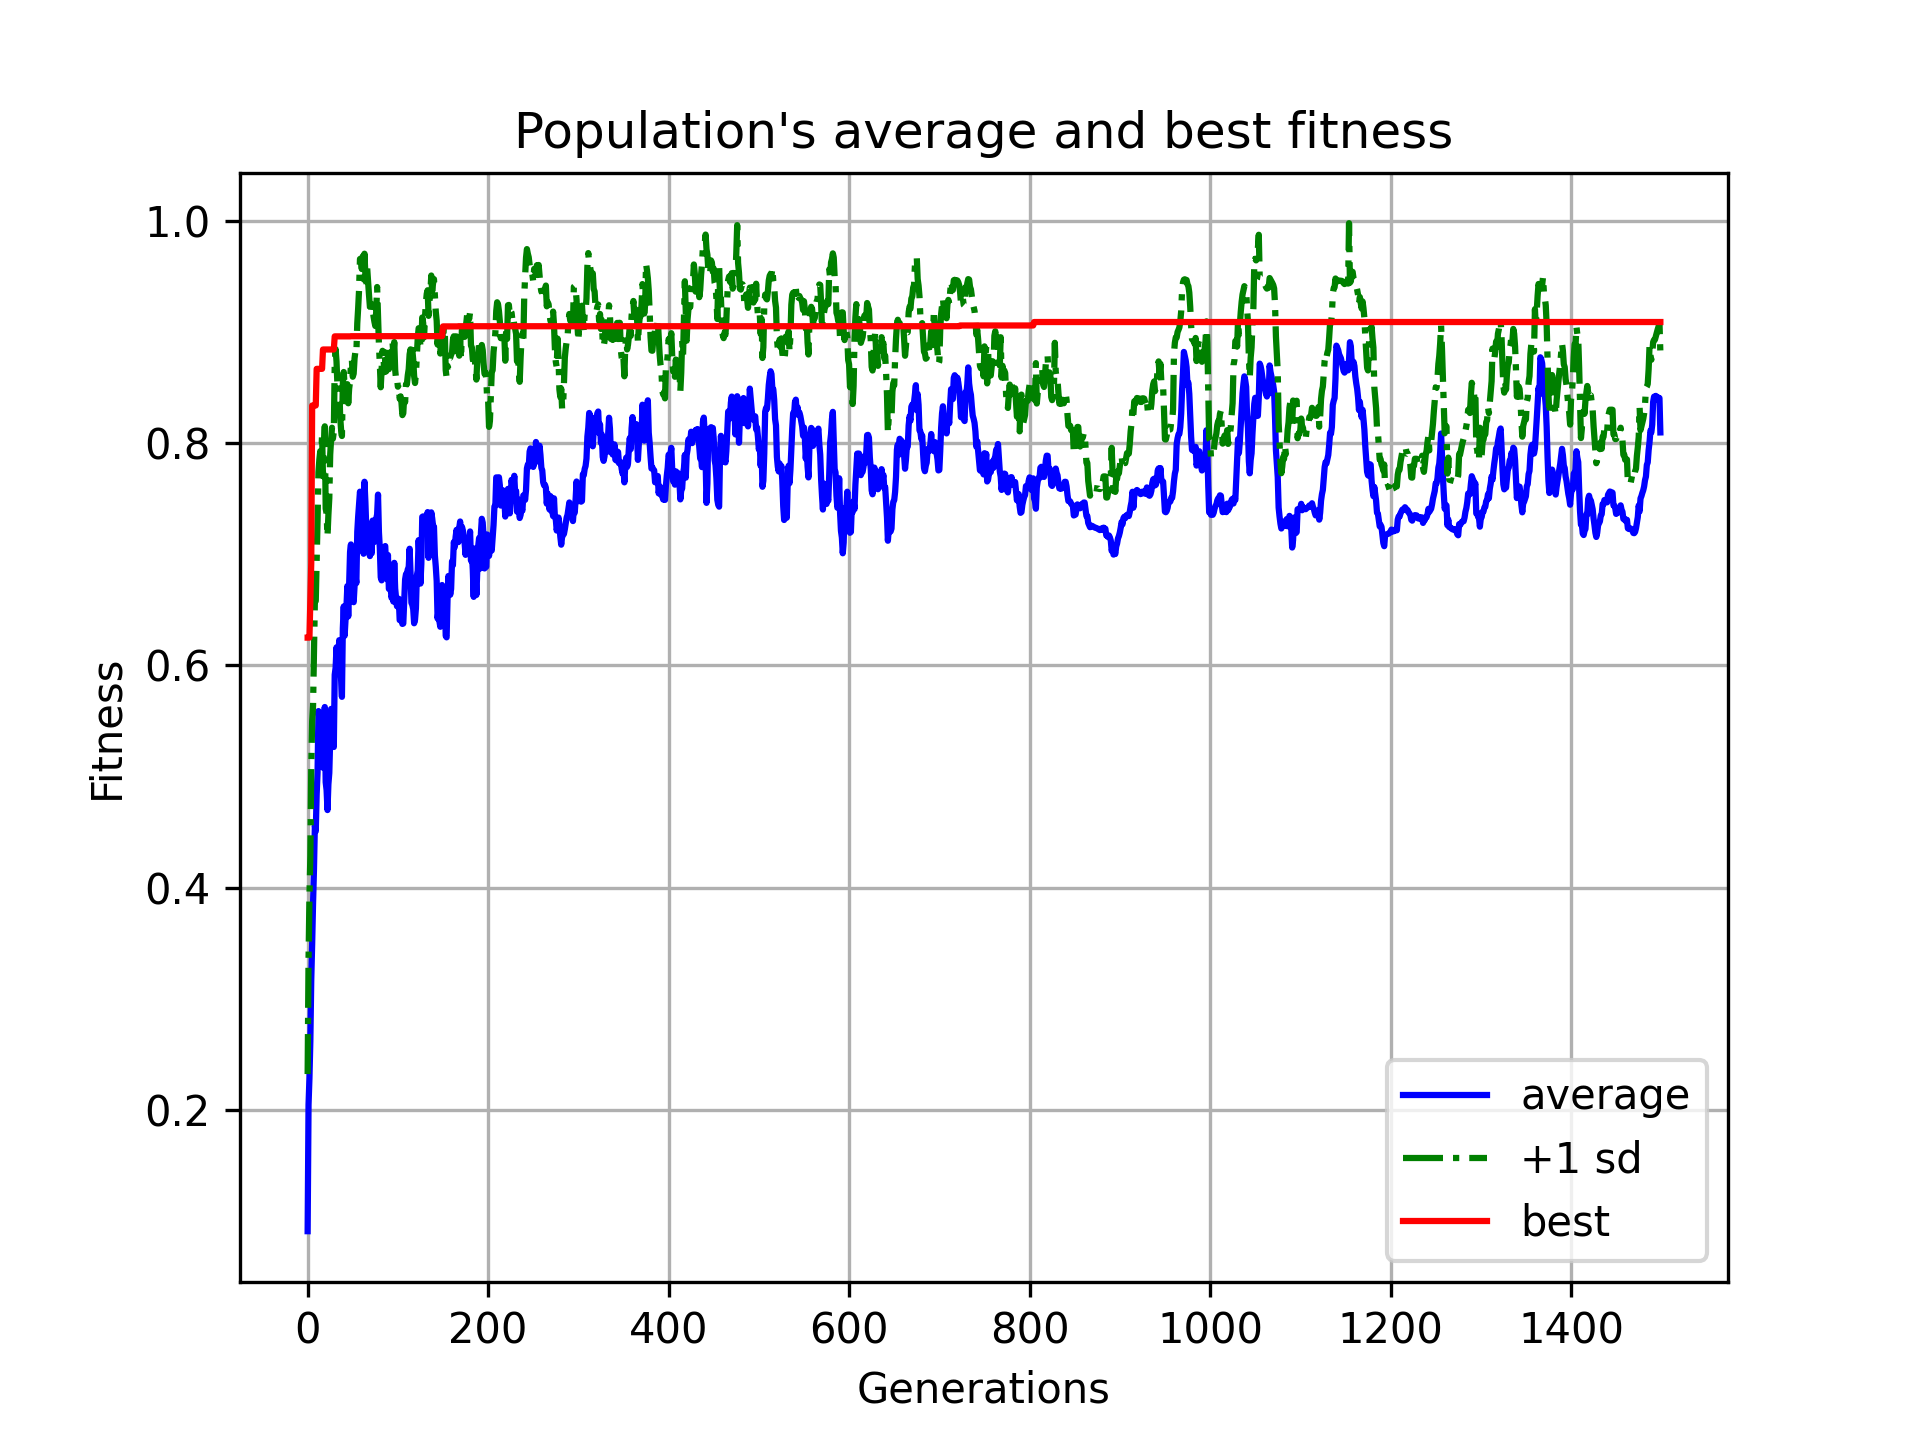 Population's average and best fitness
1.0
0.8
0.6
0.4
0.2
Fitness
0 200 400 600 800 1000 1200 1400
Generations
average
+1 sd
best